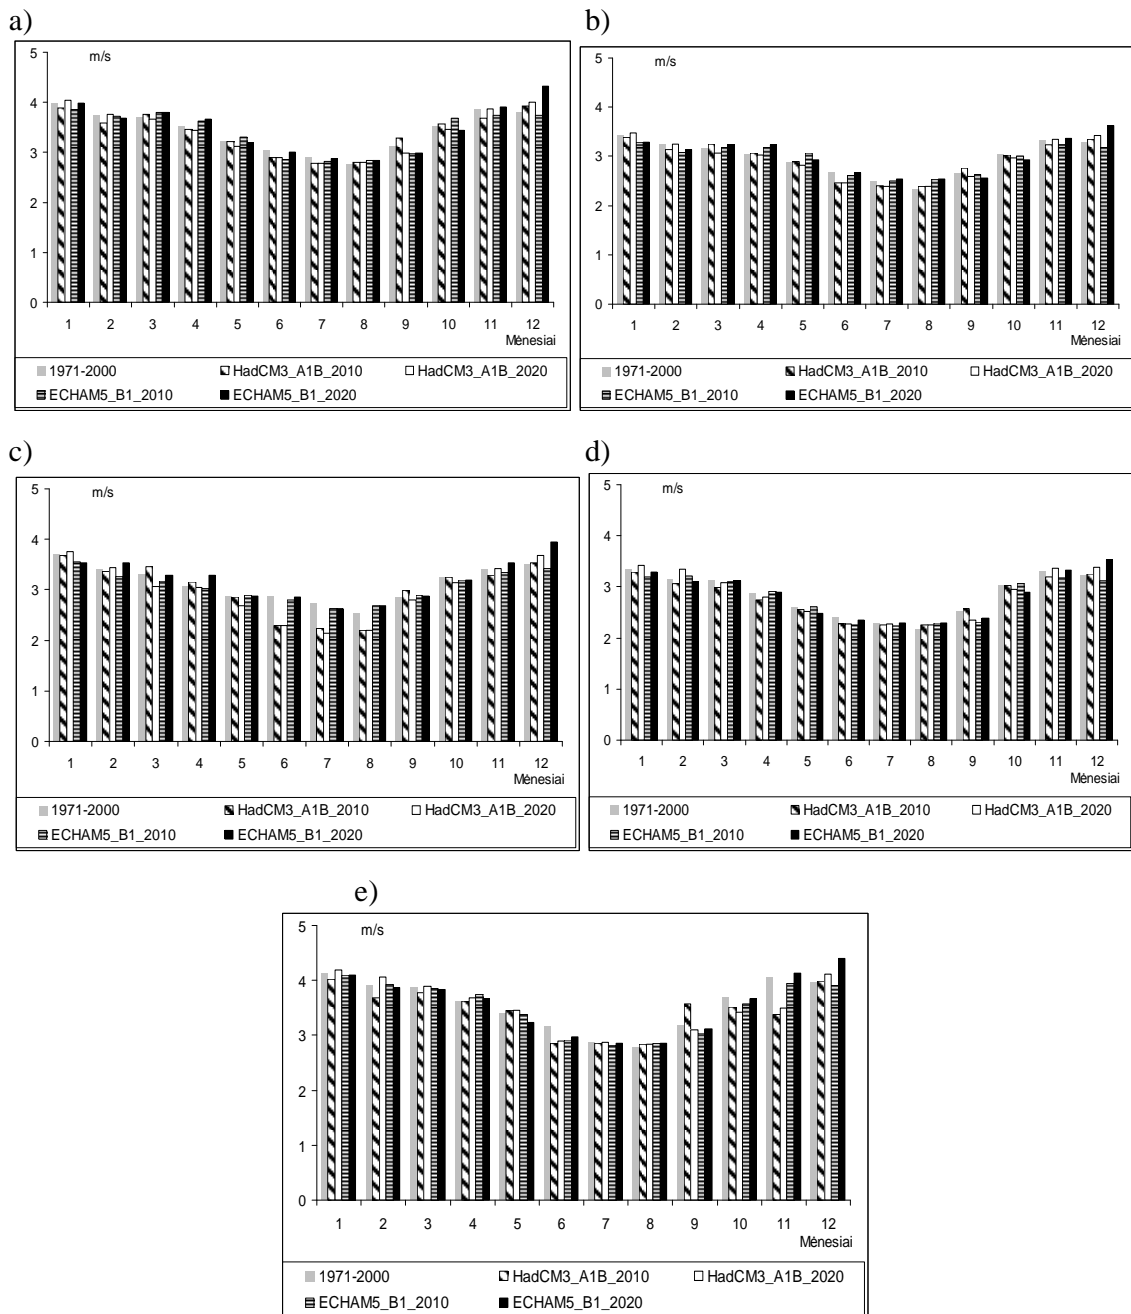 a)
m/s
5
4
3
2
1
0
1 2 3 4 5 6 7 8 9 10 11 12
Mėnesiai
1971-2000 HadCM3_A1B_2010 HadCM3_A1B_2020
ECHAM5_B1_2010 ECHAM5_B1_2020
b)
m/s
5
4
3
2
1
0
1 2 3 4 5 6 7 8 9 10 11 12
Mėnesiai
1971-2000 HadCM3_A1B_2010 HadCM3_A1B_2020
ECHAM5_B1_2010 ECHAM5_B1_2020
c)
m/s
5
4
3
2
1
0
1 2 3 4 5 6 7 8 9 10 11 12
Mėnesiai
1971-2000 HadCM3_A1B_2010 HadCM3_A1B_2020
ECHAM5_B1_2010 ECHAM5_B1_2020
d)
m/s
5
4
3
2
1
0
1 2 3 4 5 6 7 8 9 10 11 12
Mėnesiai
1971-2000 HadCM3_A1B_2010 HadCM3_A1B_2020
ECHAM5_B1_2010 ECHAM5_B1_2020
e)
m/s
5
4
3
2
1
0
1 2 3 4 5 6 7 8 9 10 11 12
Mėnesiai
1971-2000 HadCM3_A1B_2010 HadCM3_A1B_2020
ECHAM5_B1_2010 ECHAM5_B1_2020